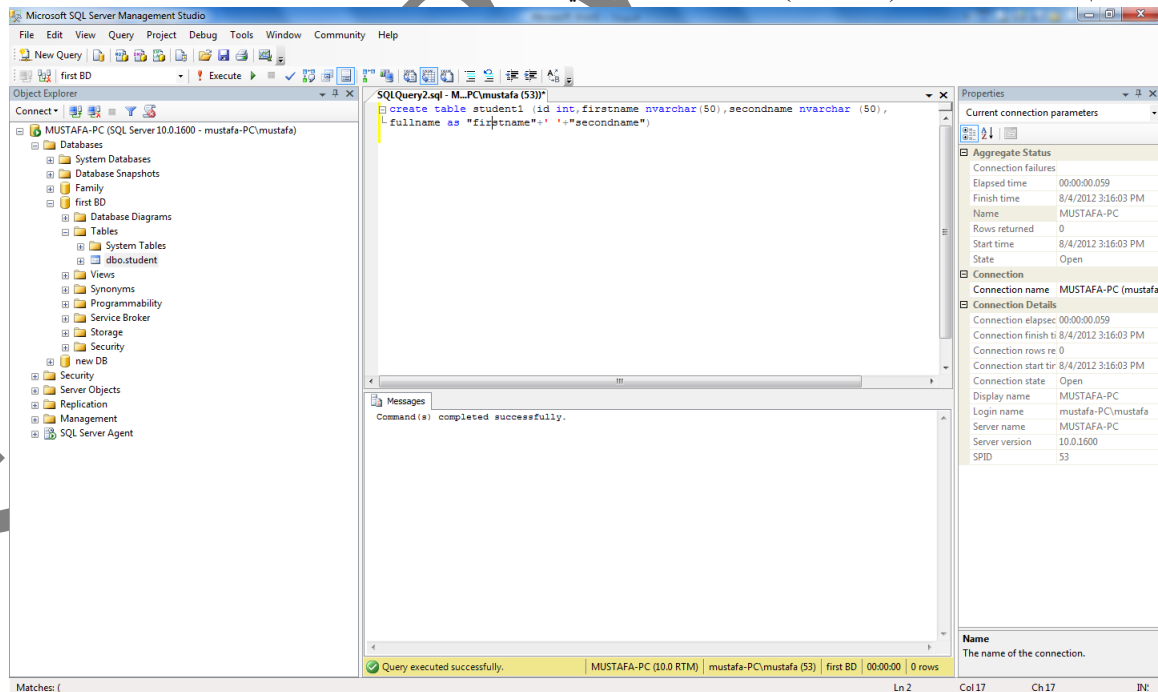 Microsoft SQL Server Management Studio
File Edit View Query Project Debug Tools Window Community Help
New Query
first BD
Execute
Object Explorer
Connect
MUSTAFA-PC (SQL Server 10.0.1600 - mustafa-PC\mustafa)
Databases
System Databases
Database Snapshots
Family
first BD
Database Diagrams
Tables
System Tables
dbo.student
Views
Synonyms
Programmability
Service Broker
Storage
Security
new DB
Security
Server Objects
Replication
Management
SQL Server Agent
SQLQuery2.sql - M...PC\mustafa (53))*
create table student1 (id int,firstname nvarchar(50),secondname nvarchar (50),
fullname as "firstname"+' '+"secondname")
Messages
Command(s) completed successfully.
Query executed successfully.
MUSTAFA-PC (10.0 RTM)
mustafa-PC\mustafa (53)
first BD
00:00:00
0 rows
Properties
Current connection parameters
Aggregate Status
Connection failures
Elapsed time 00:00:00.059
Finish time 8/4/2012 3:16:03 PM
Name MUSTAFA-PC
Rows returned 0
Start time 8/4/2012 3:16:03 PM
State Open
Connection
Connection name MUSTAFA-PC (mustafa
Connection Details
Connection elapsec 00:00:00.059
Connection finish ti 8/4/2012 3:16:03 PM
Connection rows re 0
Connection start tir 8/4/2012 3:16:03 PM
Connection state Open
Display name MUSTAFA-PC
Login name mustafa-PC\mustafa
Server name MUSTAFA-PC
Server version 10.0.1600
SPID 53
Name
The name of the connection.
Matches: (
Ln 2
Col 17
Ch 17